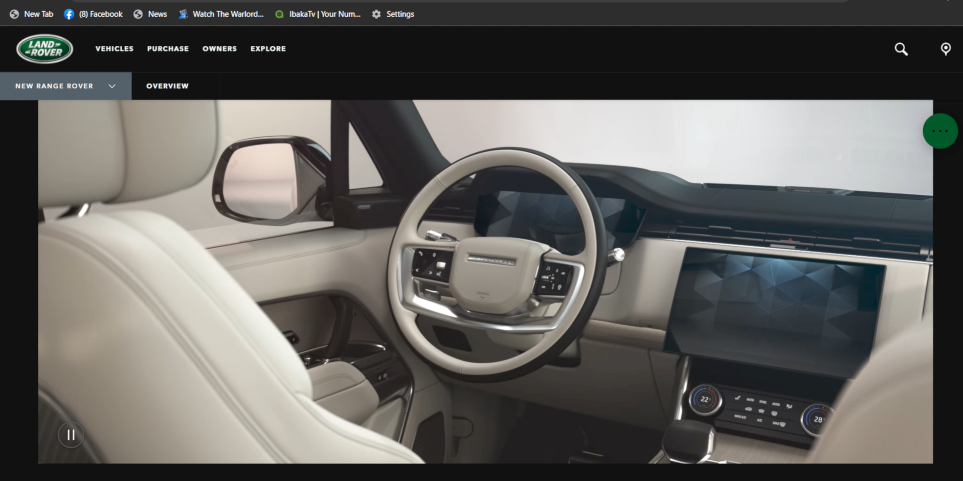 New Tab (8) Facebook News Watch The Warlord... IbakaTv | Your Num... Settings
LAND-
-ROVER
VEHICLES PURCHASE OWNERS EXPLORE
NEW RANGE ROVER OVERVIEW
22°
28°